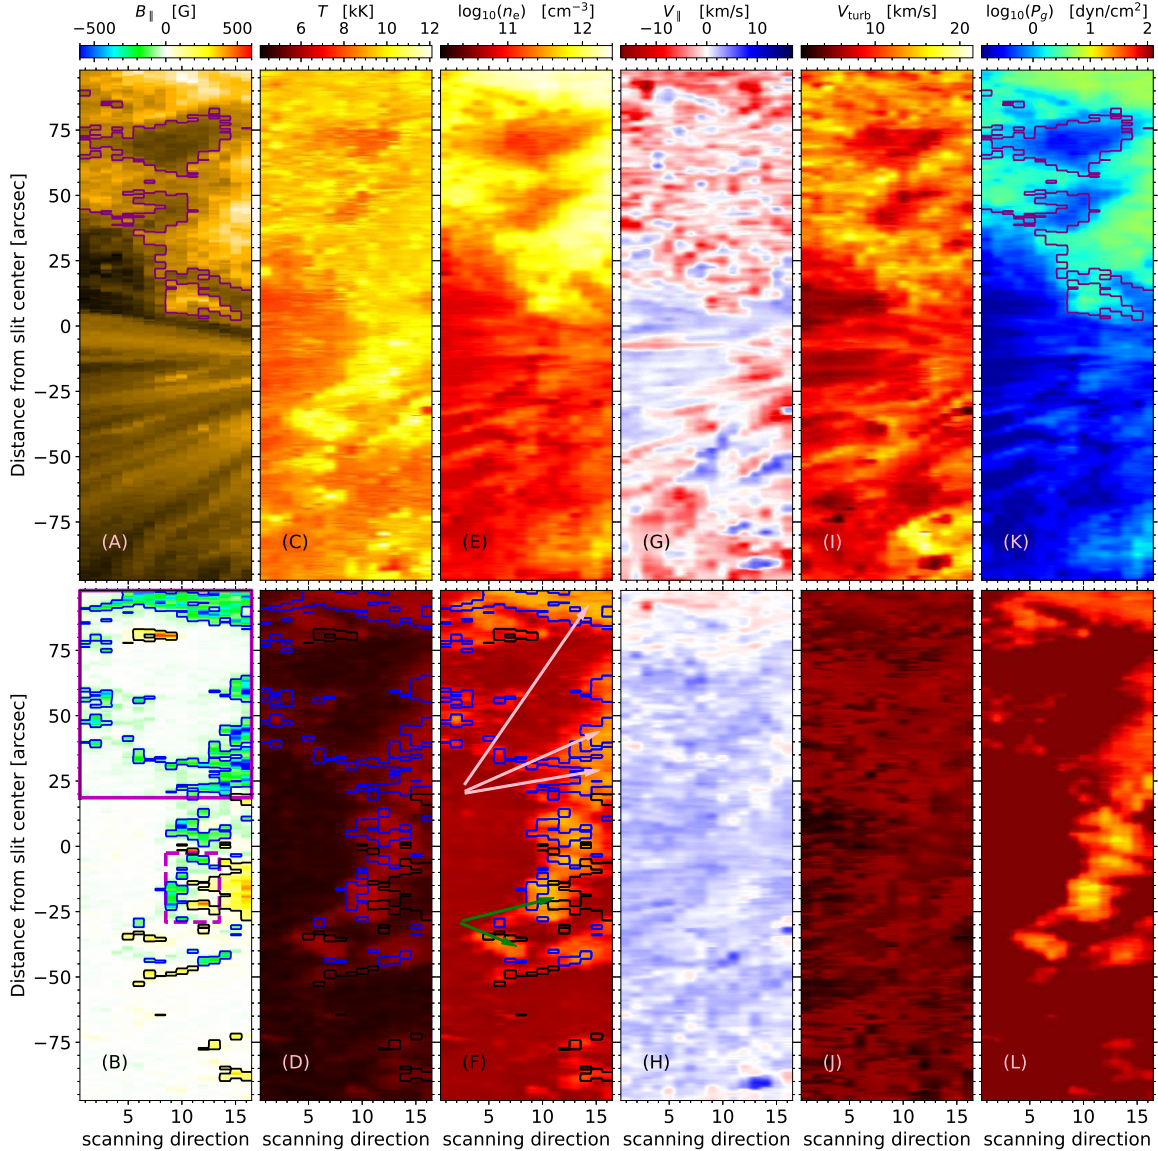 B∥ [G] T [kK] log₁₀(nₑ) [cm⁻³] V∥ [km/s] Vturb [km/s] log₁₀(Pg) [dyn/cm²]
−500 0 500 6 8 10 12 11 12 −10 0 10 10 20 0 1 2
75
50
25
0
−25
−50
−75
Distance from slit center [arcsec]
(A) (C) (E) (G) (I) (K)
75
50
25
0
−25
−50
−75
Distance from slit center [arcsec]
(B) (D) (F) (H) (J) (L)
5 10 15 5 10 15 5 10 15 5 10 15 5 10 15 5 10 15
scanning direction scanning direction scanning direction scanning direction scanning direction scanning direction